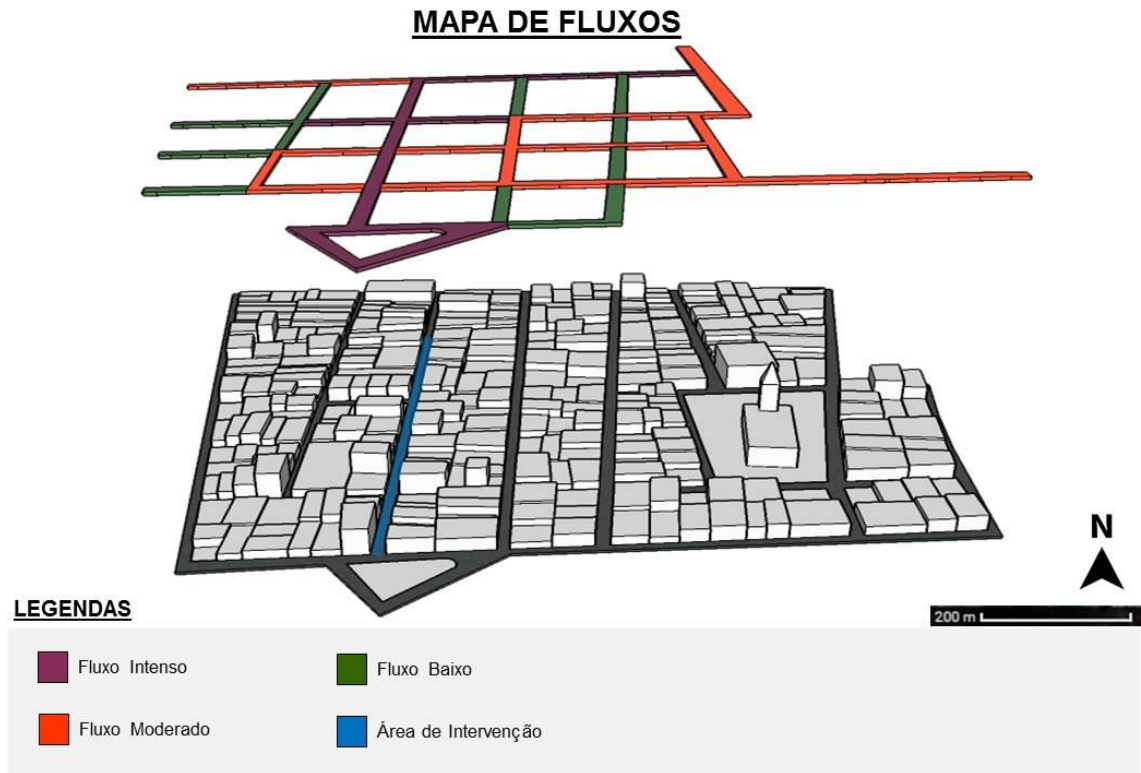 MAPA DE FLUXOS
N
200 m
LEGENDAS
Fluxo Intenso
Fluxo Baixo
Fluxo Moderado
Área de Intervenção